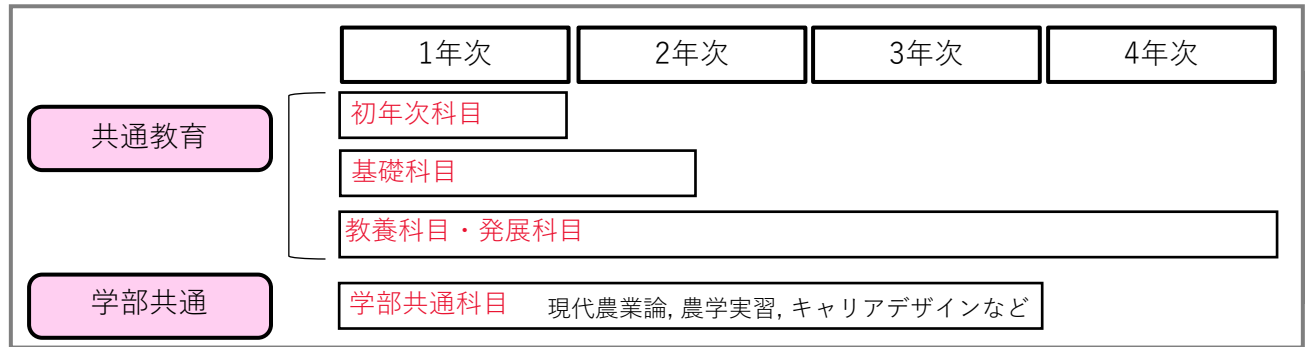 1年次 2年次 3年次 4年次
共通教育
初年次科目
基礎科目
教養科目・発展科目
学部共通
学部共通科目 現代農業論, 農学実習, キャリアデザインなど